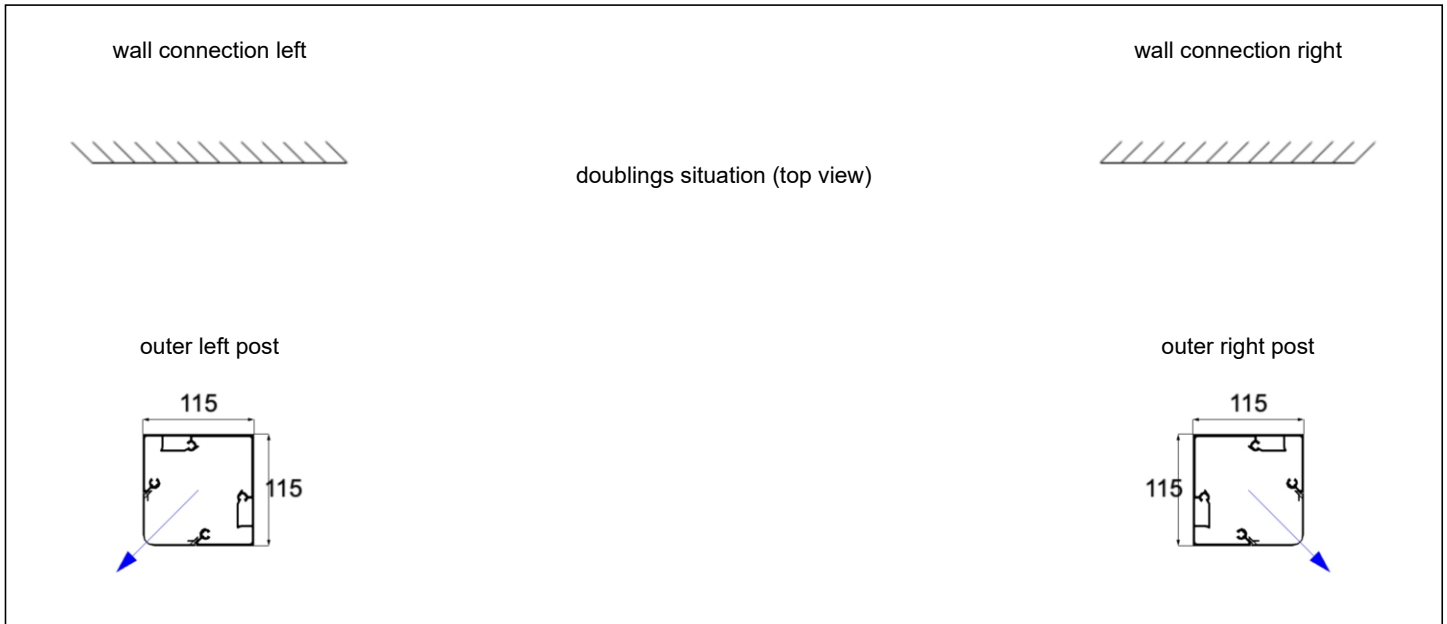 wall connection left
wall connection right
doublings situation (top view)
outer left post
outer right post
115
115
115
115